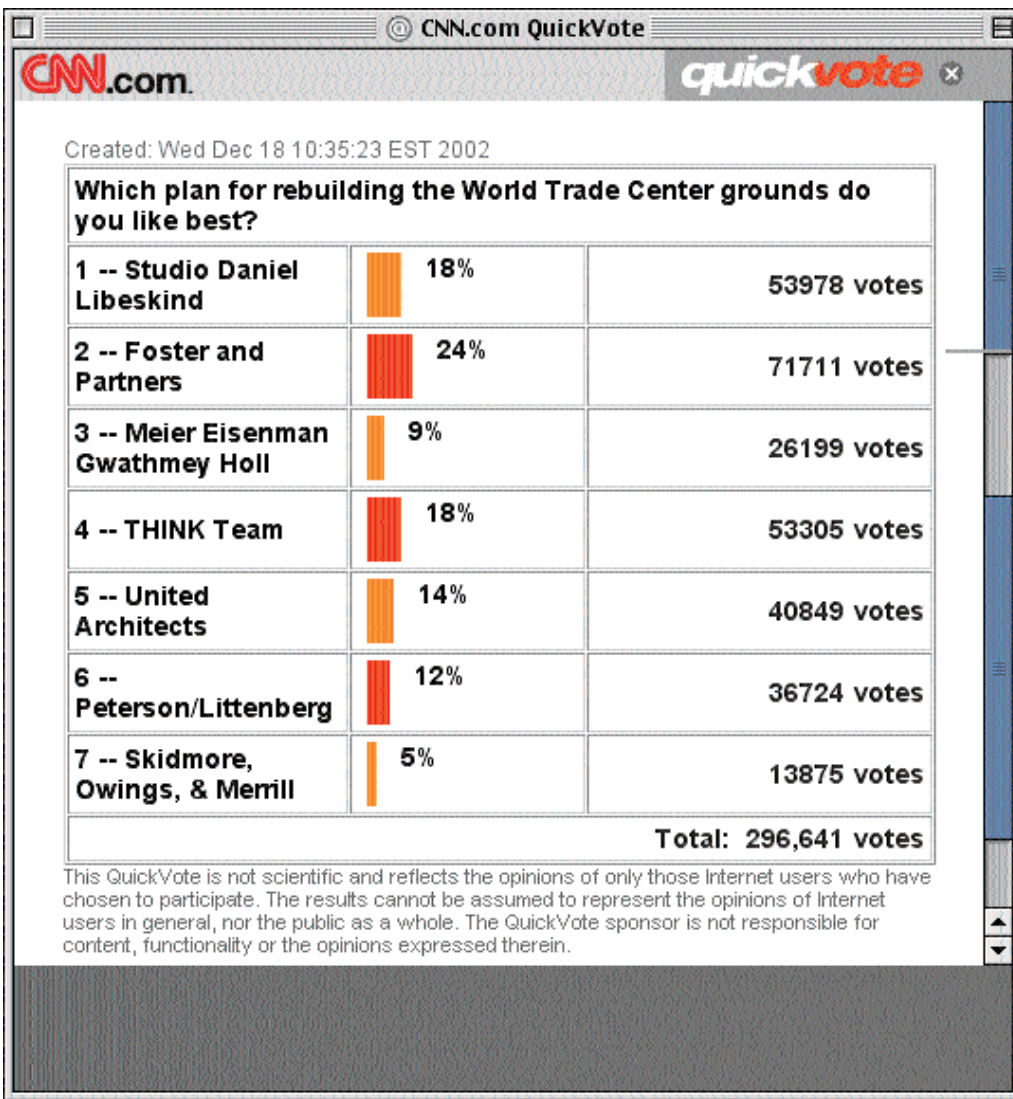 CNN.com QuickVote
CNN.com.
quickvote
Created: Wed Dec 18 10:35:23 EST 2002
Which plan for rebuilding the World Trade Center grounds do
you like best?
1 -- Studio Daniel
Libeskind
18%
53978 votes
2 -- Foster and
Partners
24%
71711 votes
3 -- Meier Eisenman
Gwathmey Holl
9%
26199 votes
4 -- THINK Team
18%
53305 votes
5 -- United
Architects
14%
40849 votes
6 --
Peterson/Littenberg
12%
36724 votes
7 -- Skidmore,
Owings, & Merrill
5%
13875 votes
Total: 296,641 votes
This QuickVote is not scientific and reflects the opinions of only those Internet users who have
chosen to participate. The results cannot be assumed to represent the opinions of Internet
users in general, nor the public as a whole. The QuickVote sponsor is not responsible for
content, functionality or the opinions expressed therein.